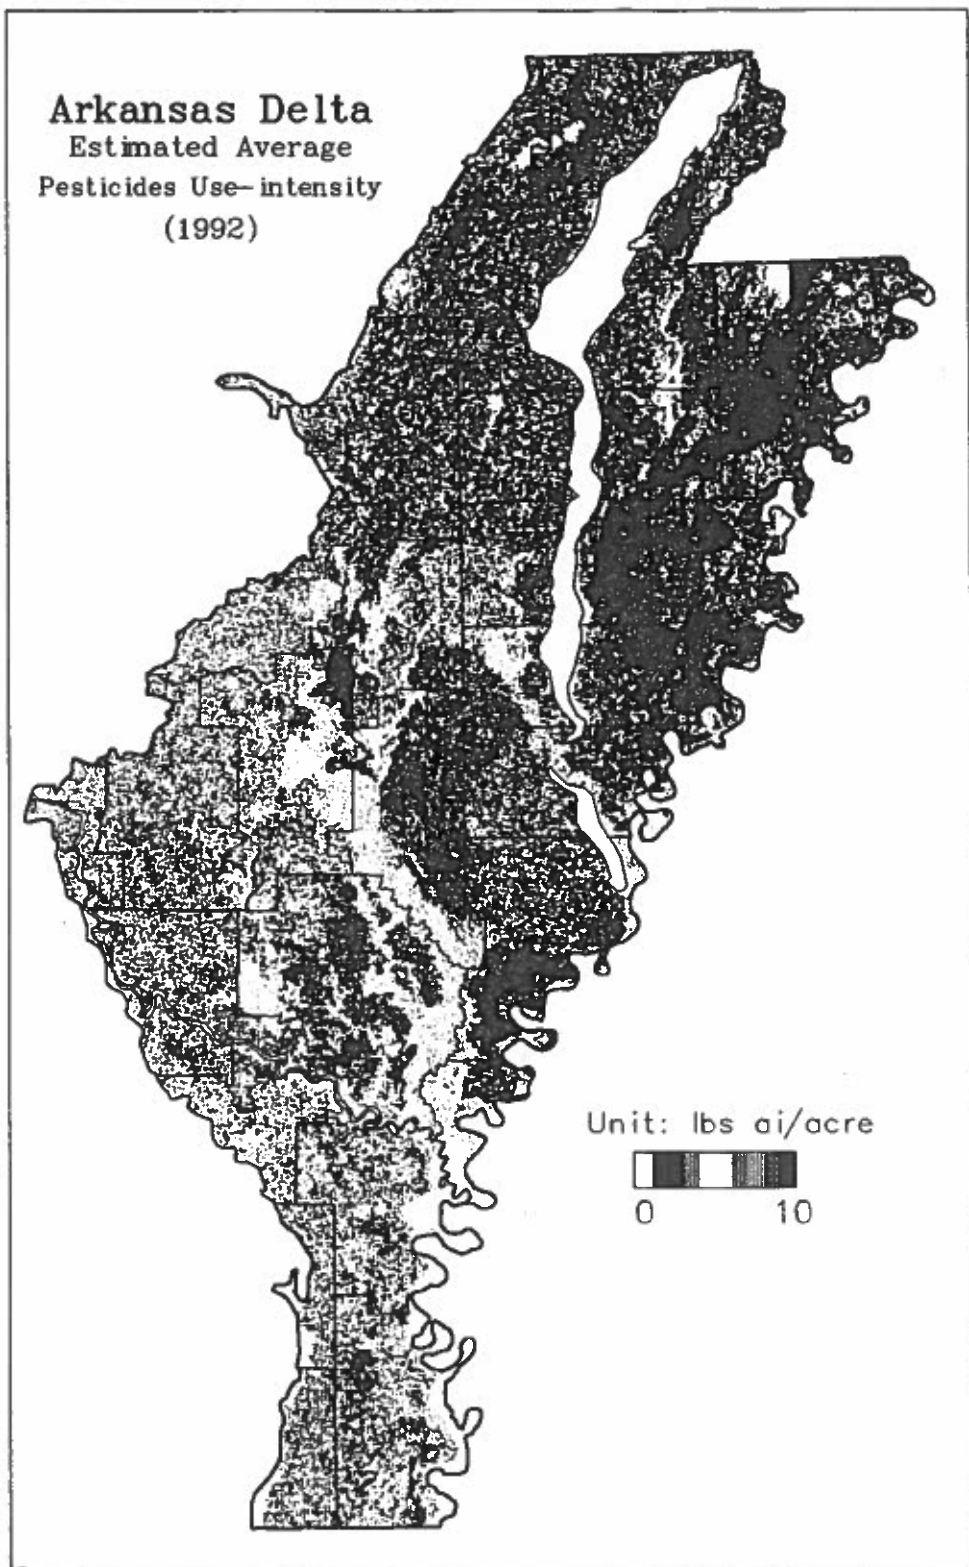 Arkansas Delta
Estimated Average
Pesticides Use-intensity
(1992)
Unit: lbs ai/acre
0 10